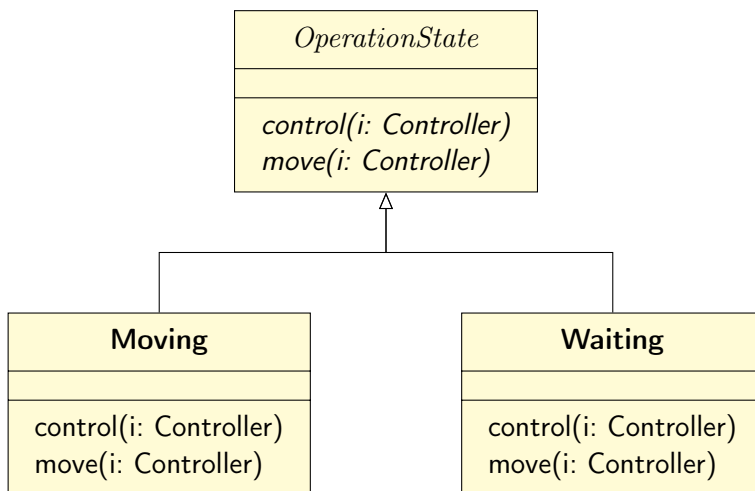 OperationState
control(i: Controller)
move(i: Controller)
Moving
control(i: Controller)
move(i: Controller)
Waiting
control(i: Controller)
move(i: Controller)